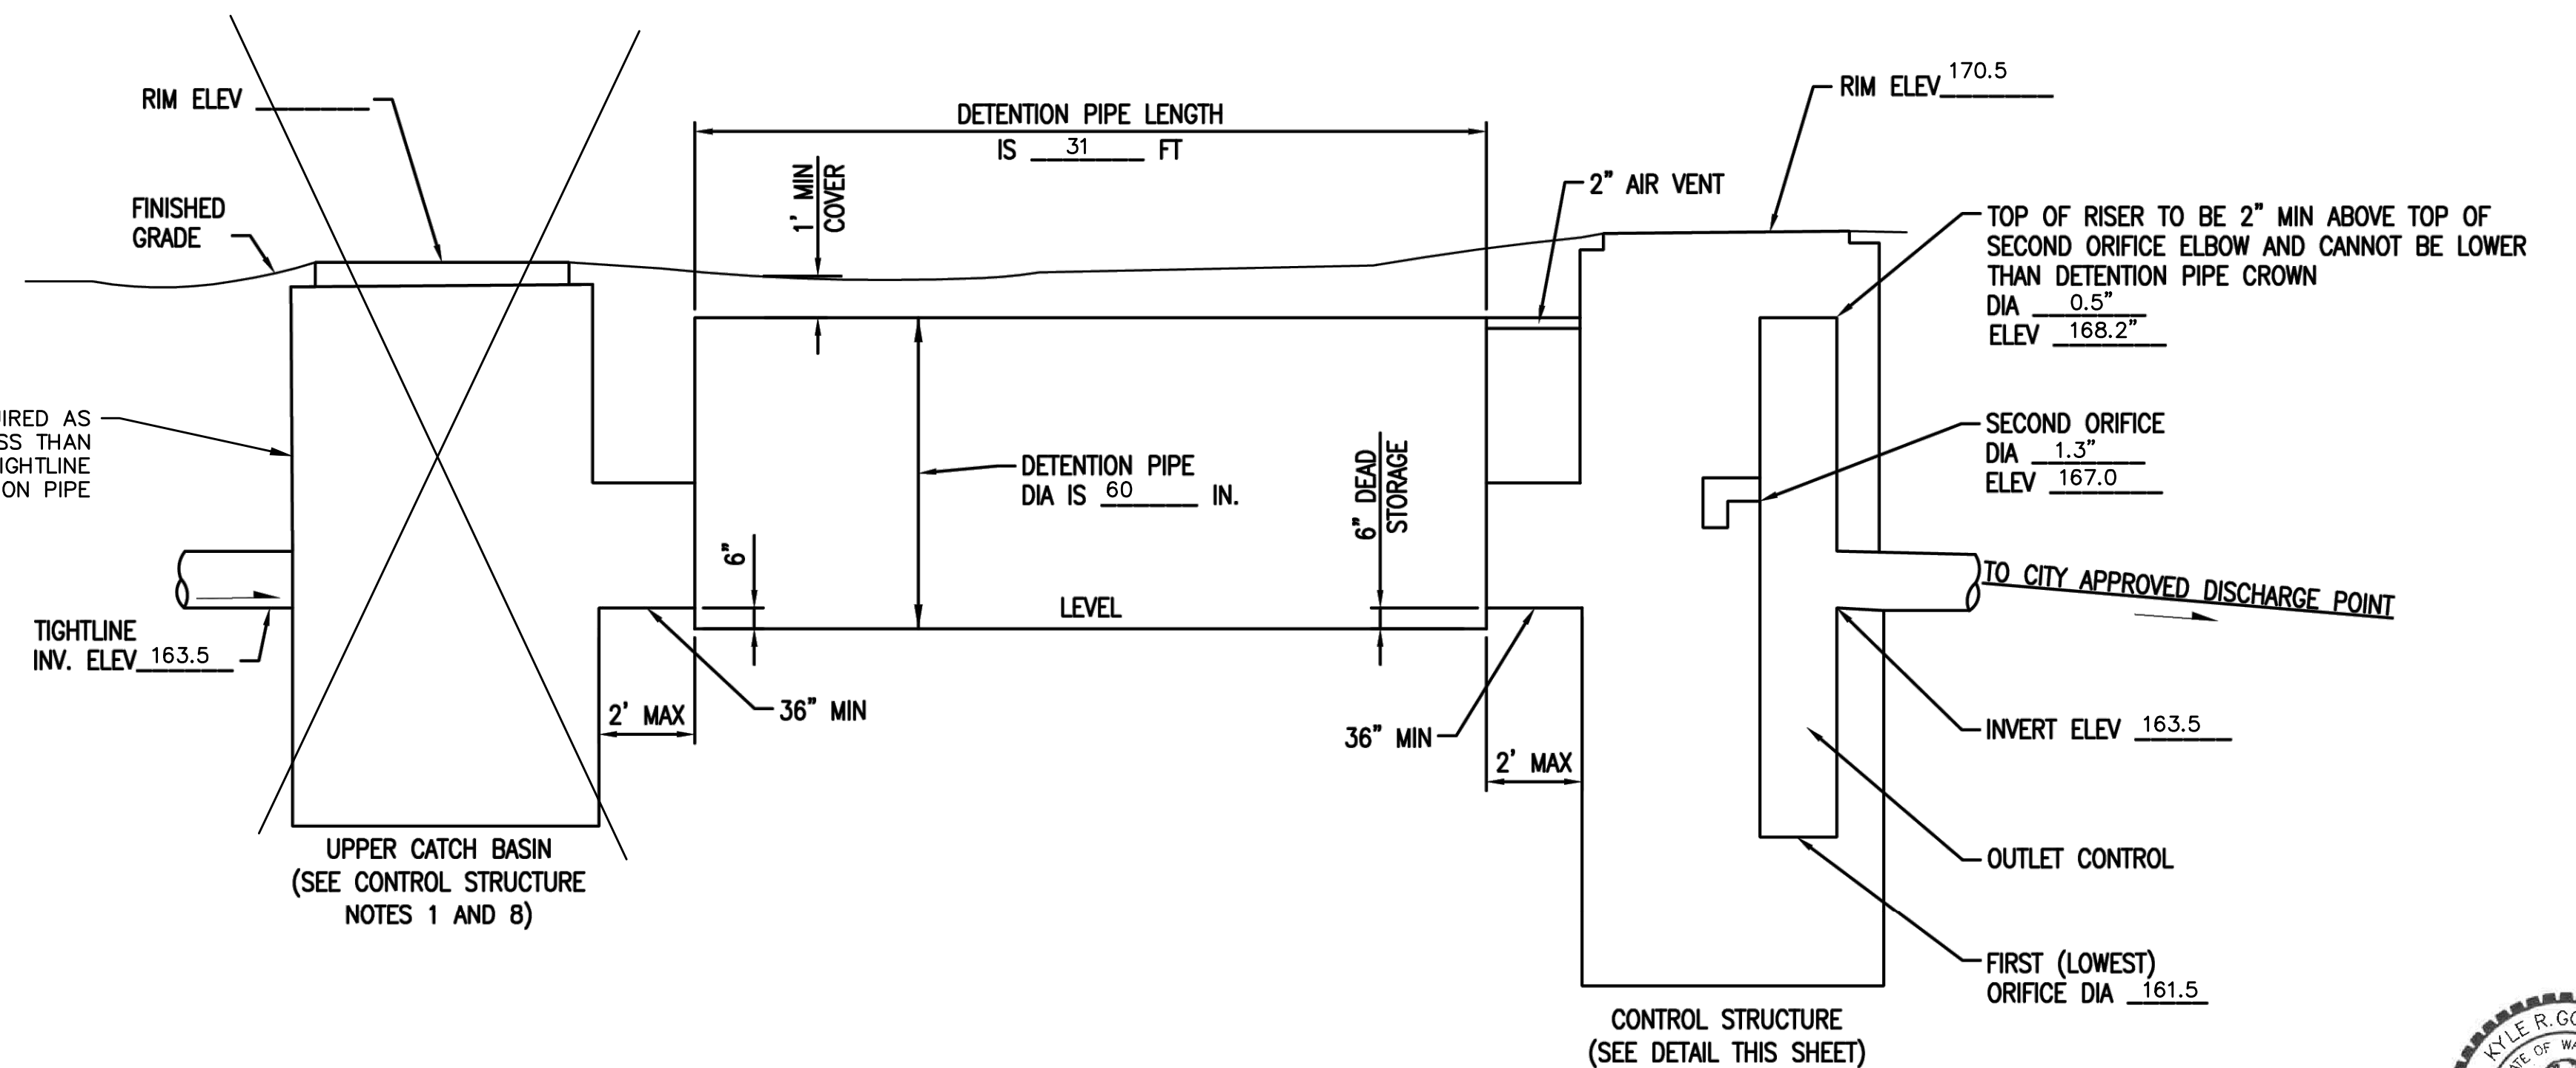 RIM ELEV
FINISHED
GRADE
DETENTION PIPE LENGTH
IS 31 FT
1' MIN
COVER
2" AIR VENT
RIM ELEV 170.5
TOP OF RISER TO BE 2" MIN ABOVE TOP OF
SECOND ORIFICE ELBOW AND CANNOT BE LOWER
THAN DETENTION PIPE CROWN
DIA 0.5"
ELEV 168.2"
UIRED AS
SS THAN
IGHTLINE
ON PIPE
DETENTION PIPE
DIA IS 60 IN.
6" DEAD
STORAGE
SECOND ORIFICE
DIA 1.3"
ELEV 167.0
6"
LEVEL
TO CITY APPROVED DISCHARGE POINT
TIGHTLINE
INV. ELEV 163.5
2' MAX
36" MIN
36" MIN
2' MAX
INVERT ELEV 163.5
UPPER CATCH BASIN
(SEE CONTROL STRUCTURE
NOTES 1 AND 8)
OUTLET CONTROL
FIRST (LOWEST)
ORIFICE DIA 161.5
CONTROL STRUCTURE
(SEE DETAIL THIS SHEET)
KYLE R. GO
TE OF WA